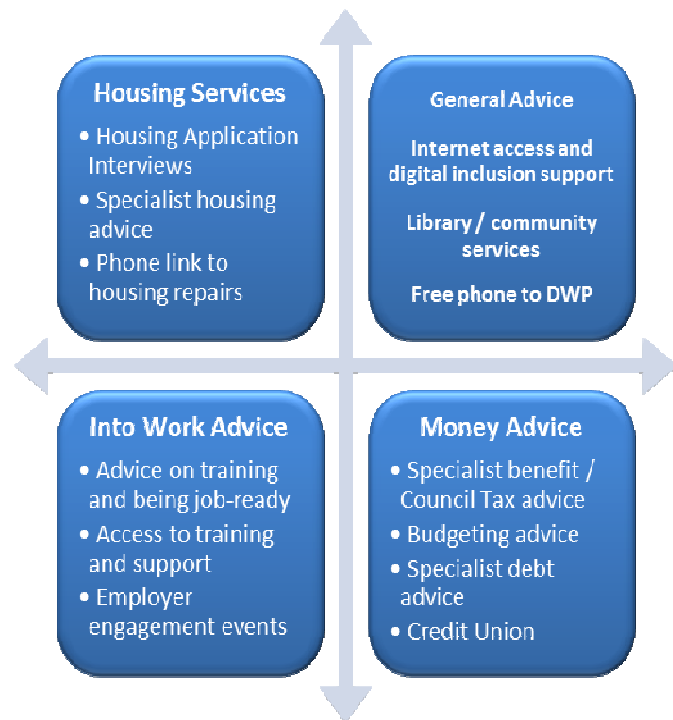 Housing Services
• Housing Application
Interviews
• Specialist housing
advice
• Phone link to
housing repairs
General Advice
Internet access and
digital inclusion support
Library / community
services
Free phone to DWP
Into Work Advice
• Advice on training
and being job-ready
• Access to training
and support
• Employer
engagement events
Money Advice
• Specialist benefit /
Council Tax advice
• Budgeting advice
• Specialist debt
advice
• Credit Union